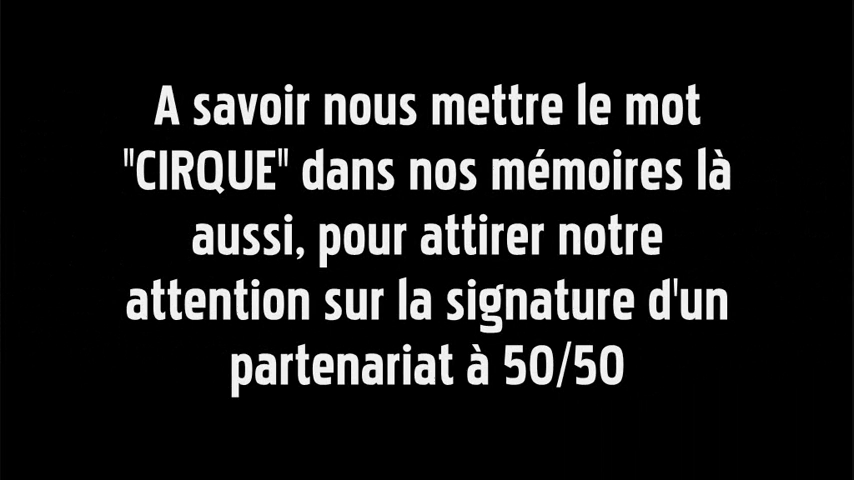 A savoir nous mettre le mot
"CIRQUE" dans nos mémoires là
aussi, pour attirer notre
attention sur la signature d'un
partenariat à 50/50